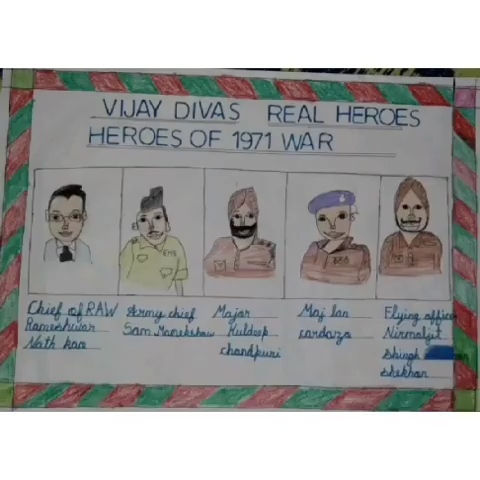 VIJAY DIVAS REAL HEROES
HEROES OF 1971 WAR
Chief of RAW
Rameshwar
Nath kao
Army chief
Sam Manekshaw
Major
Kuldeep
chandpuri
Maj Ian
cardozo
Flying officer
Nirmaljit
Shingh
Shekhon